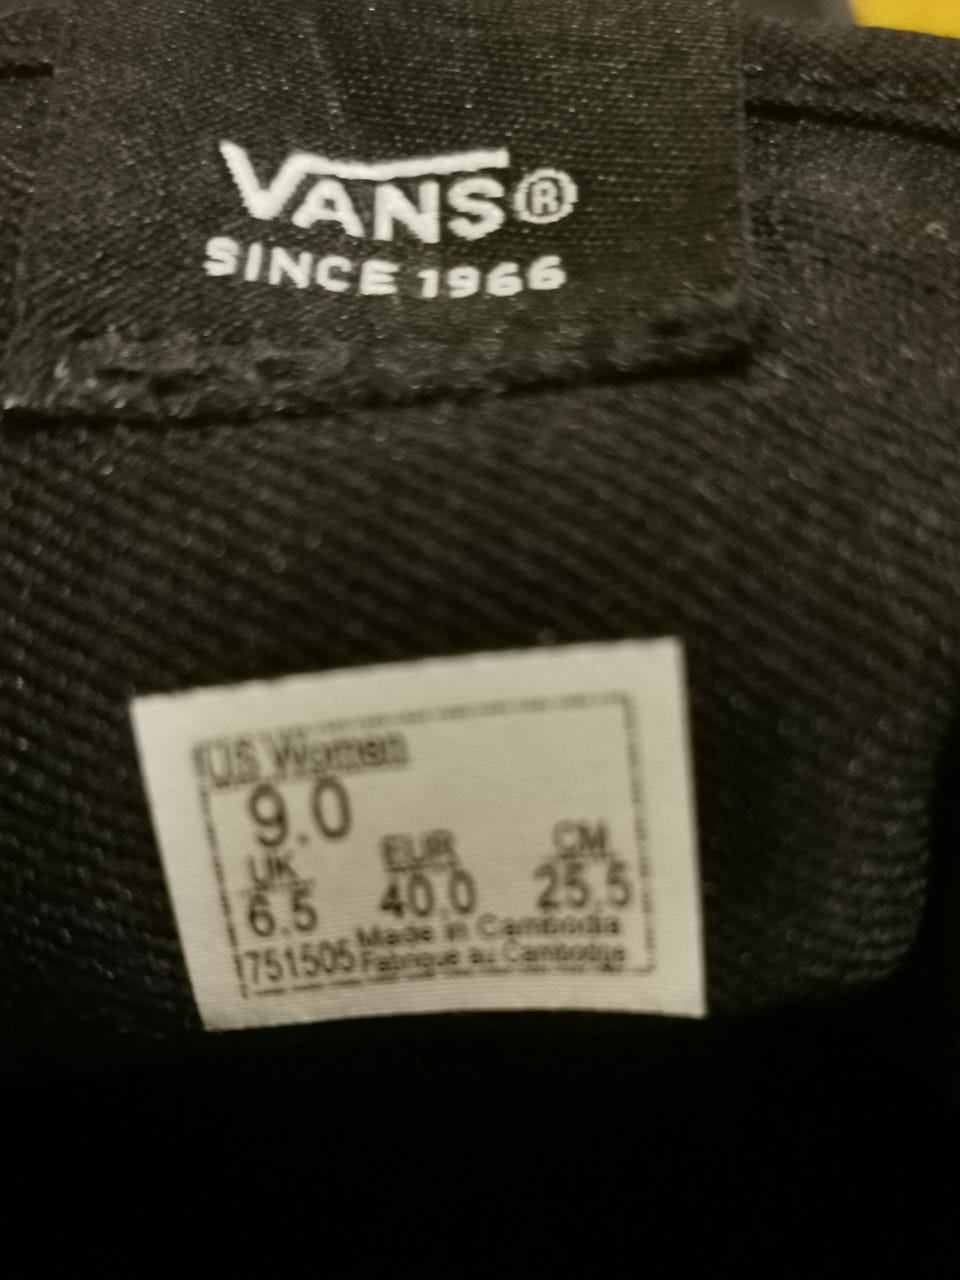 VANS®
SINCE 1966
US Women
9.0
UK EUR CM
6.5 40.0 25.5
751505 Made in Cambodia
Fabriqué au Cambodge